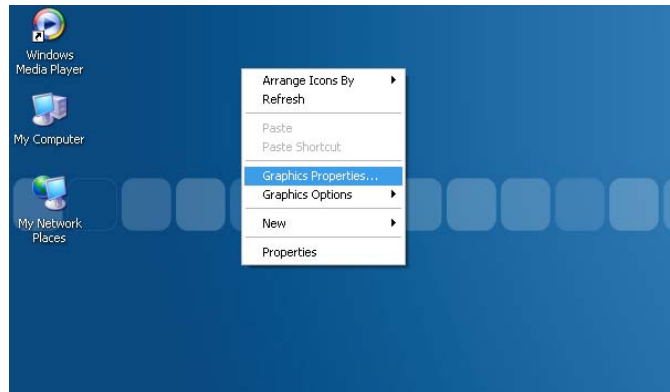 Windows
Media Player
My Computer
My Network
Places
Arrange Icons By
Refresh
Paste
Paste Shortcut
Graphics Properties...
Graphics Options
New
Properties